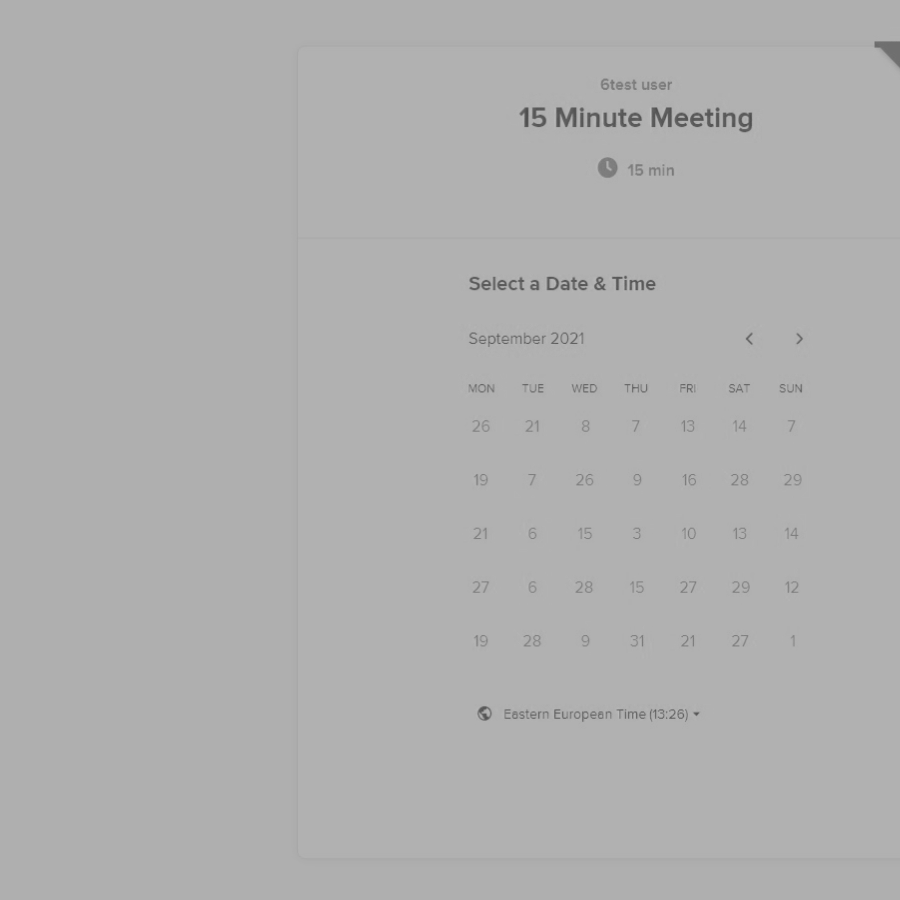 6test user
15 Minute Meeting
15 min
Select a Date & Time
September 2021
MON TUE WED THU FRI SAT SUN
26 21 8 7 13 14 7
19 7 26 9 16 28 29
21 6 15 3 10 13 14
27 6 28 15 27 29 12
19 28 9 31 21 27 1
Eastern European Time (13:26)